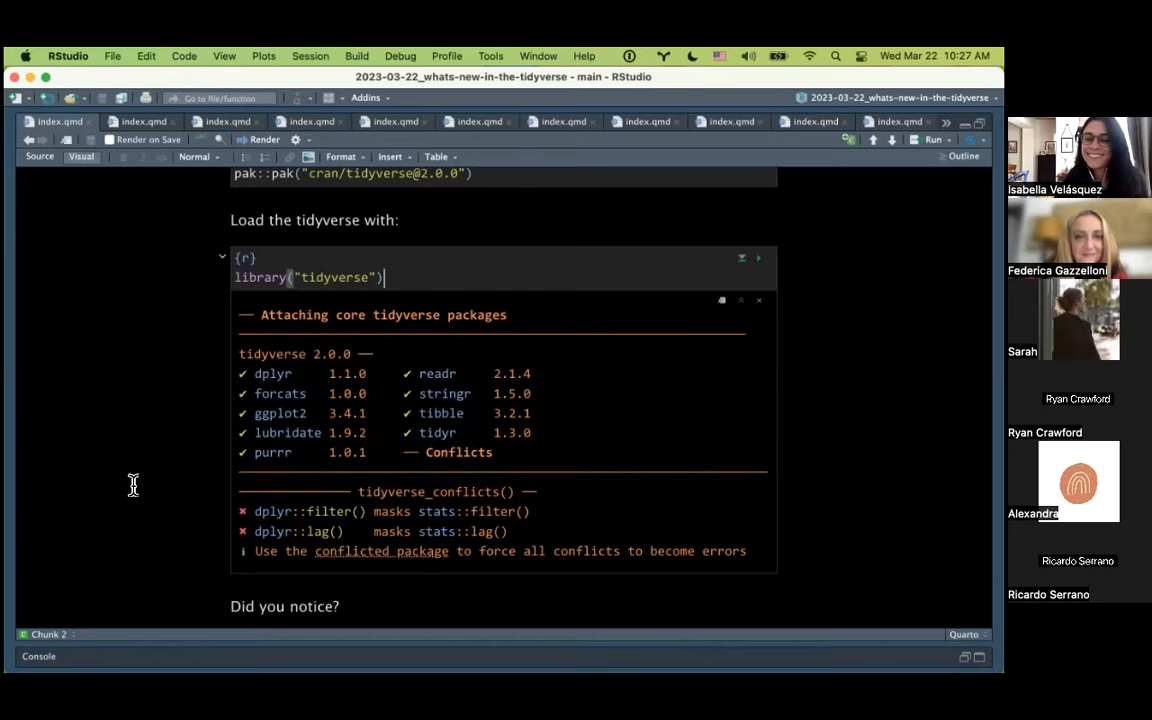 RStudio File Edit Code View Plots Session Build Debug Profile Tools Window Help Wed Mar 22 10:27 AM
2023-03-22_whats-new-in-the-tidyverse - main - RStudio
Go to file/function Addins 2023-03-22_whats-new-in-the-tidyverse
index.qmd index.qmd index.qmd index.qmd index.qmd index.qmd index.qmd index.qmd index.qmd index.qmd index.qmd
Render on Save Render Run
Source Visual Normal Format Insert Table Outline
pak::pak("cran/tidyverse@2.0.0")
Load the tidyverse with:
{r}
library("tidyverse")
── Attaching core tidyverse packages
tidyverse 2.0.0 ──
✔ dplyr 1.1.0 ✔ readr 2.1.4
✔ forcats 1.0.0 ✔ stringr 1.5.0
✔ ggplot2 3.4.1 ✔ tibble 3.2.1
✔ lubridate 1.9.2 ✔ tidyr 1.3.0
✔ purrr 1.0.1 ── Conflicts
tidyverse_conflicts() ──
✖ dplyr::filter() masks stats::filter()
✖ dplyr::lag() masks stats::lag()
ℹ Use the conflicted package to force all conflicts to become errors
Did you notice?
Chunk 2 Quarto
Console
Isabella Velásquez
Federica Gazzelloni
Sarah
Ryan Crawford
Ryan Crawford
Alexandra
Ricardo Serrano
Ricardo Serrano